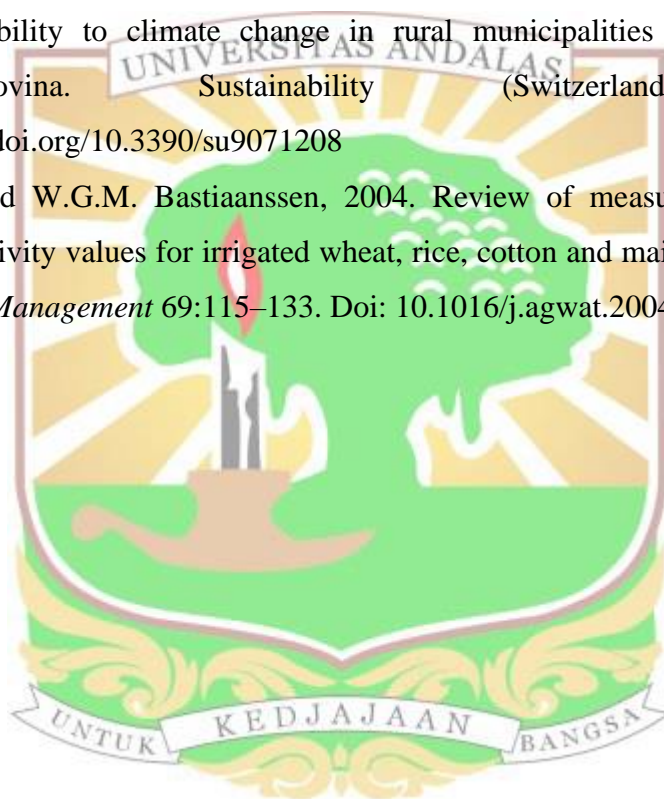 bility to climate change in rural municipalities
UNIVERSITAS ANDALAS
ovina. Sustainability (Switzerland
doi.org/10.3390/su9071208
d W.G.M. Bastiaanssen, 2004. Review of measu
ivity values for irrigated wheat, rice, cotton and mai
Management 69:115–133. Doi: 10.1016/j.agwat.2004
UNTUK KEDJAJAAN BANGSA